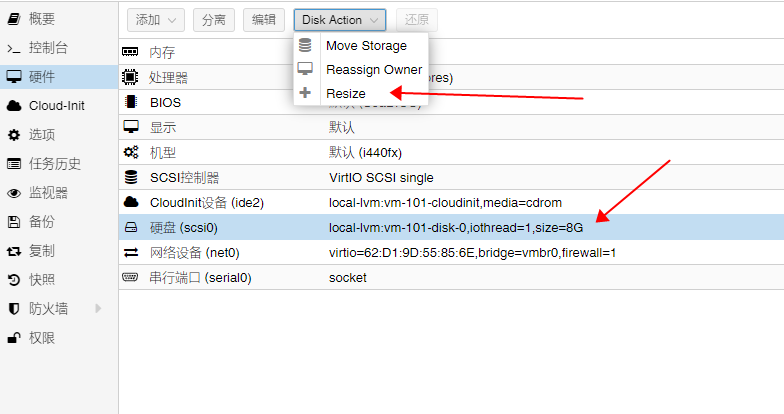 概要
控制台
硬件
Cloud-Init
选项
任务历史
监视器
备份
复制
快照
防火墙
权限
添加 分离 编辑 Disk Action 还原
Move Storage
Reassign Owner
Resize
内存
处理器
BIOS
显示 默认
机型 默认 (i440fx)
SCSI控制器 VirtIO SCSI single
CloudInit设备 (ide2) local-lvm:vm-101-cloudinit,media=cdrom
硬盘 (scsi0) local-lvm:vm-101-disk-0,iothread=1,size=8G
网络设备 (net0) virtio=62:D1:9D:55:85:6E,bridge=vmbr0,firewall=1
串行端口 (serial0) socket